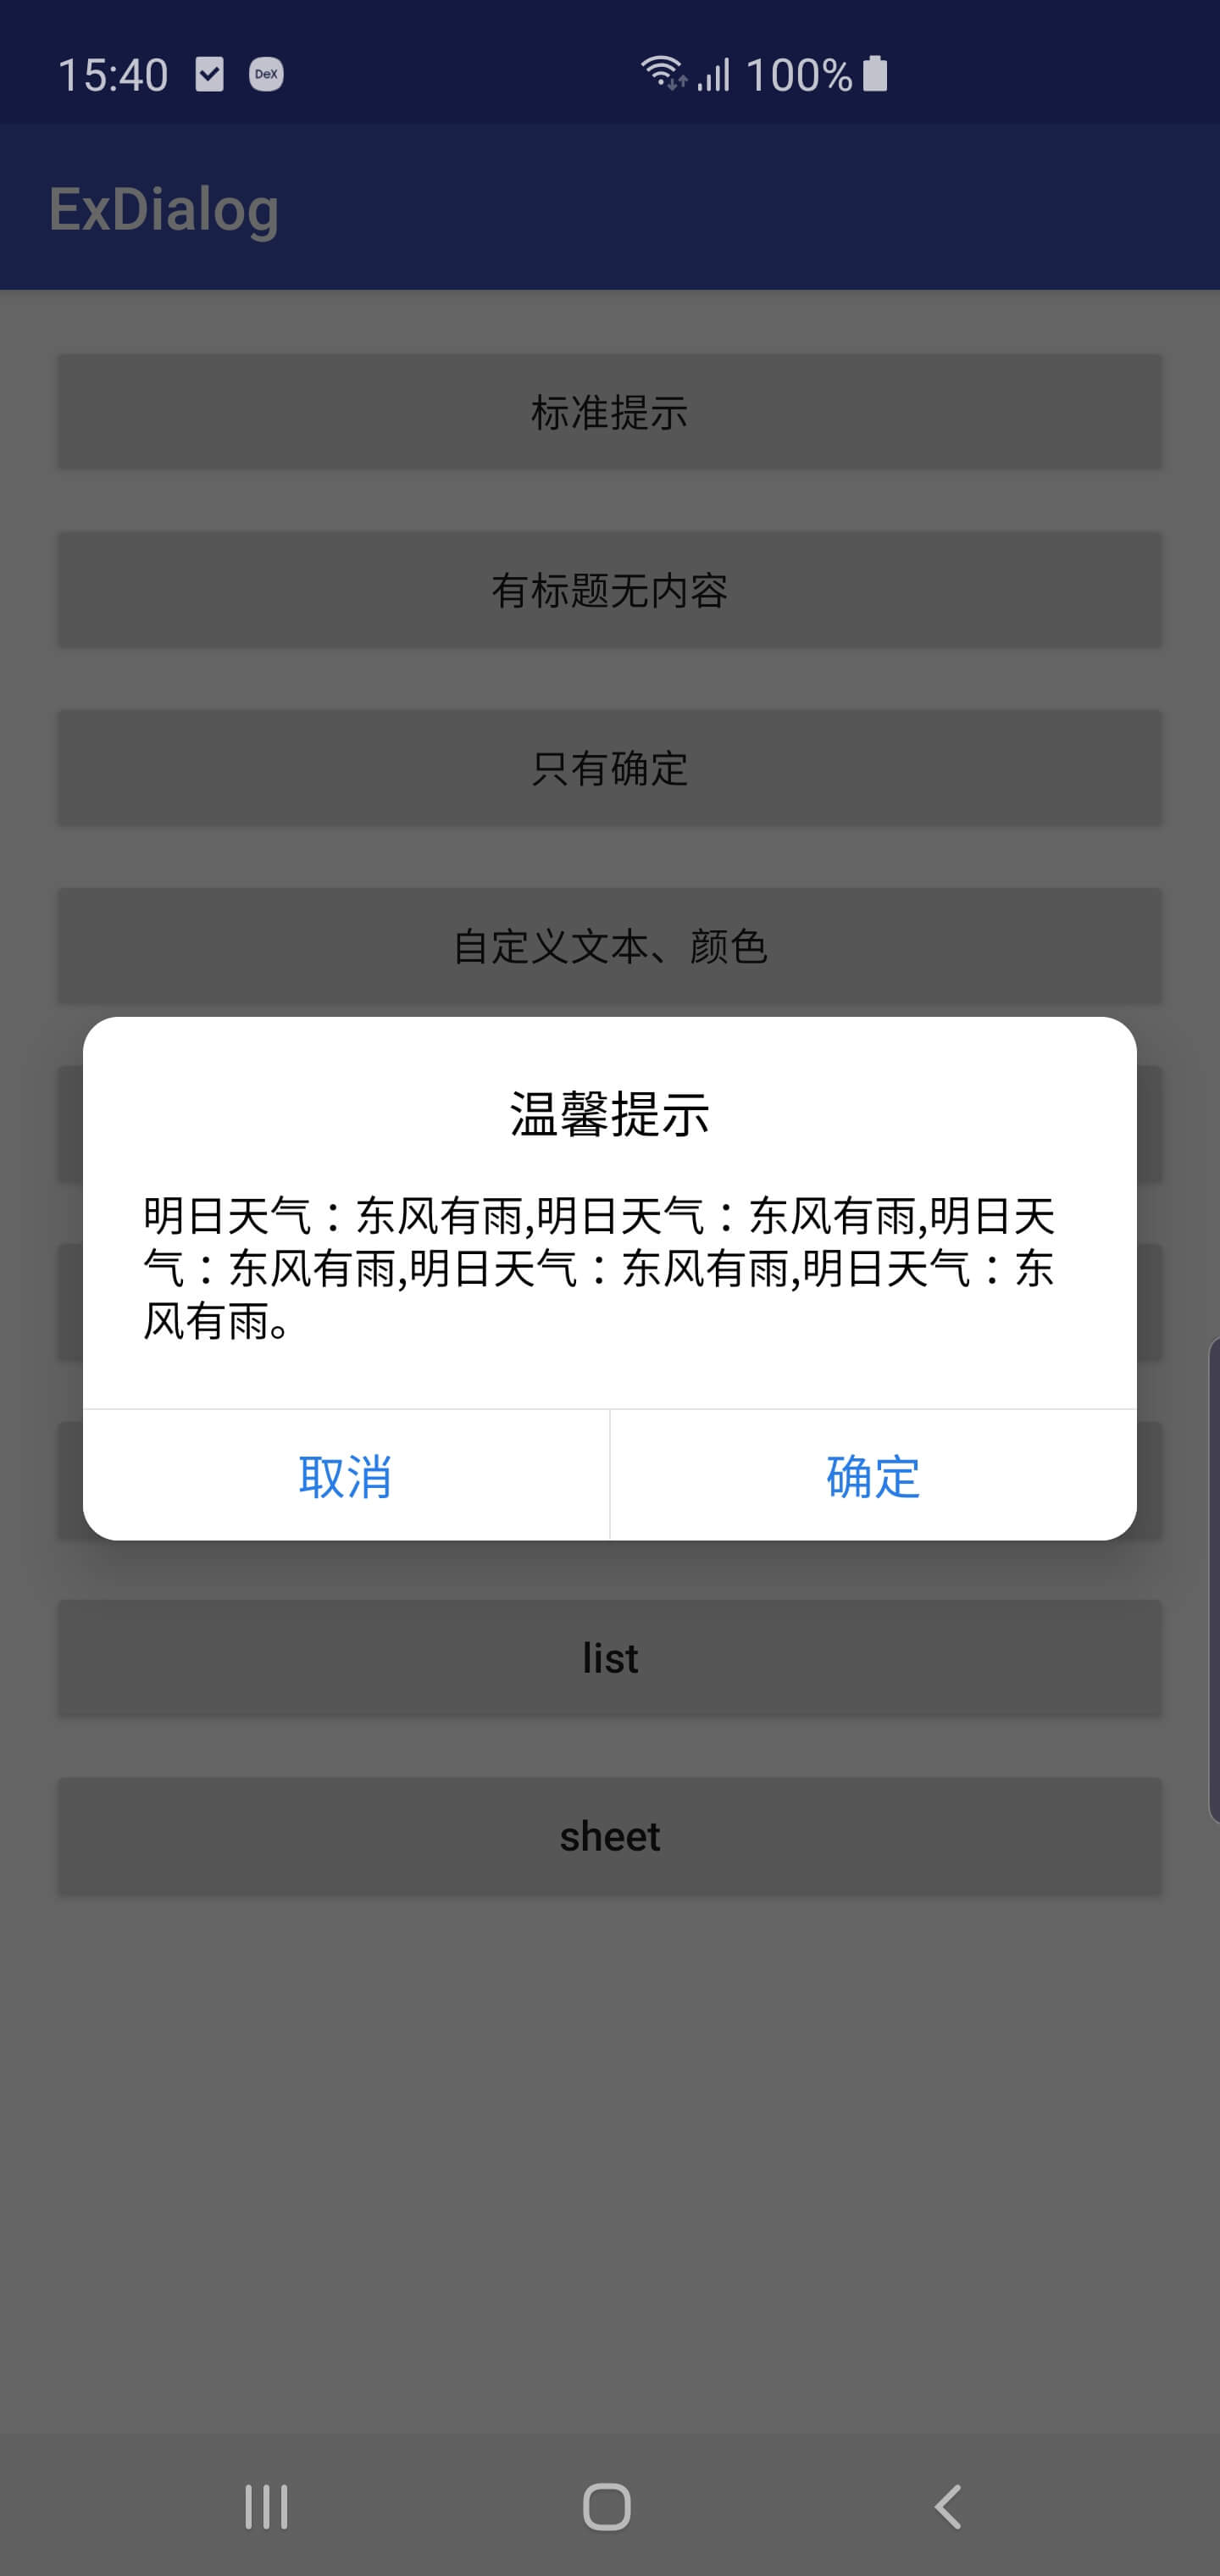 15:40 DeX 100%
ExDialog
标准提示
有标题无内容
只有确定
自定义文本、颜色
温馨提示
明日天气：东风有雨,明日天气：东风有雨,明日天
气：东风有雨,明日天气：东风有雨,明日天气：东
风有雨。
取消 确定
list
sheet